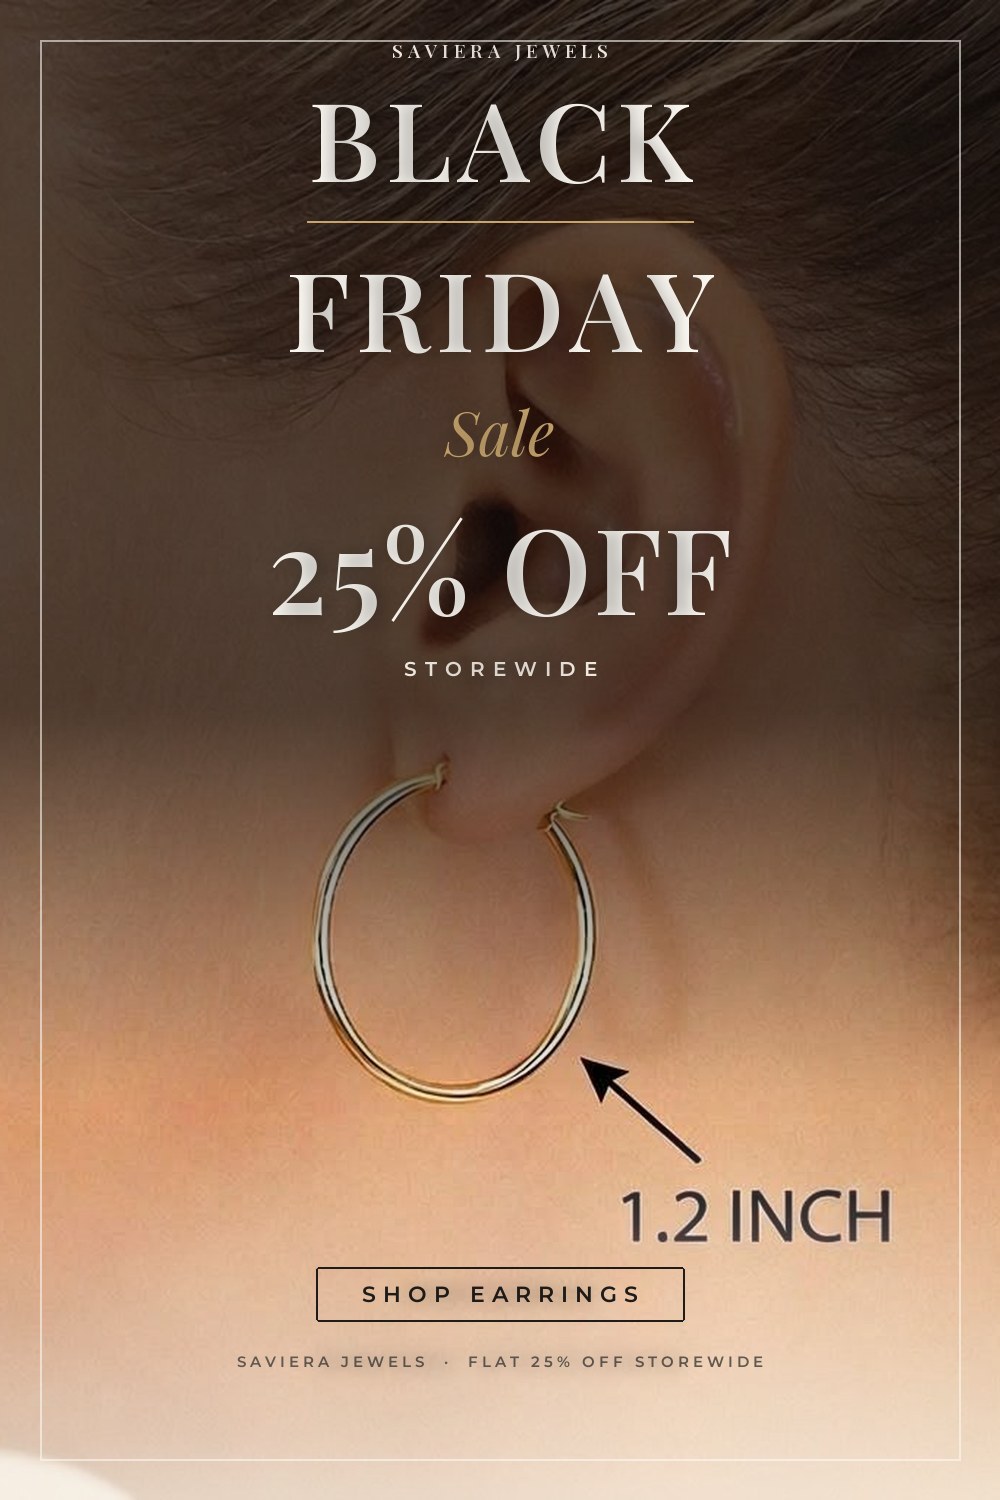 SAVIERA JEWELS
BLACK
FRIDAY
Sale
25% OFF
STOREWIDE
1.2 INCH
SHOP EARRINGS
SAVIERA JEWELS · FLAT 25% OFF STOREWIDE